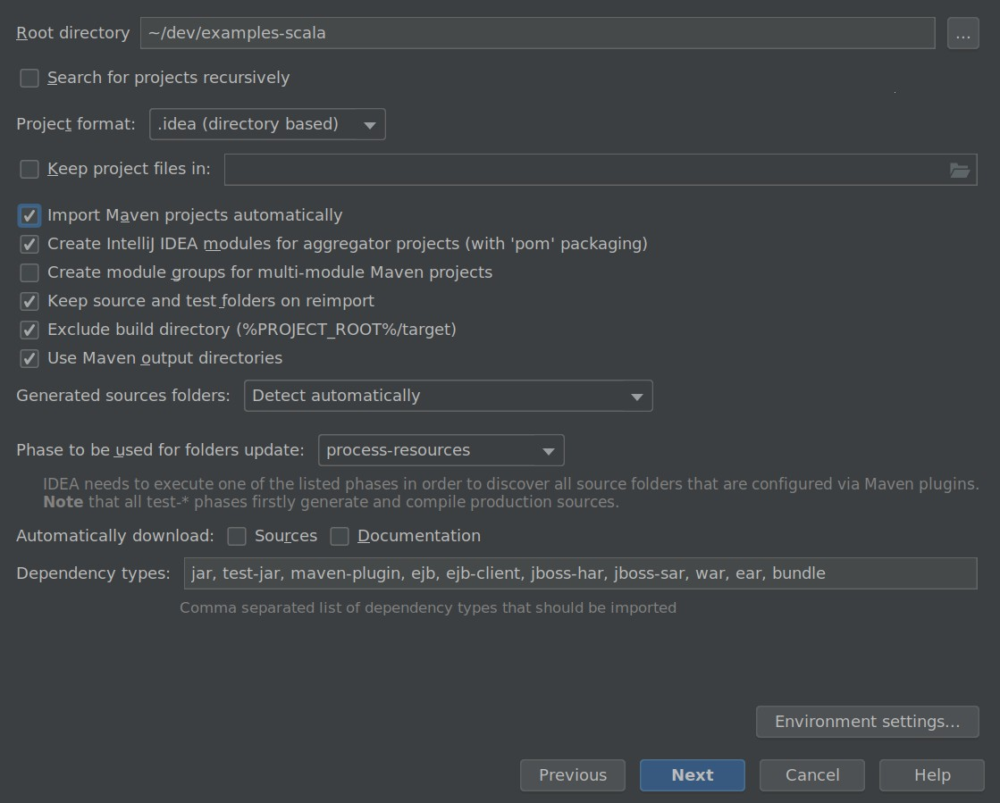 Root directory ~/dev/examples-scala ...
Search for projects recursively
Project format: .idea (directory based)
Keep project files in:
Import Maven projects automatically
Create IntelliJ IDEA modules for aggregator projects (with 'pom' packaging)
Create module groups for multi-module Maven projects
Keep source and test folders on reimport
Exclude build directory (%PROJECT_ROOT%/target)
Use Maven output directories
Generated sources folders: Detect automatically
Phase to be used for folders update: process-resources
IDEA needs to execute one of the listed phases in order to discover all source folders that are configured via Maven plugins.
Note that all test-* phases firstly generate and compile production sources.
Automatically download: Sources Documentation
Dependency types: jar, test-jar, maven-plugin, ejb, ejb-client, jboss-har, jboss-sar, war, ear, bundle
Comma separated list of dependency types that should be imported
Environment settings...
Previous Next Cancel Help